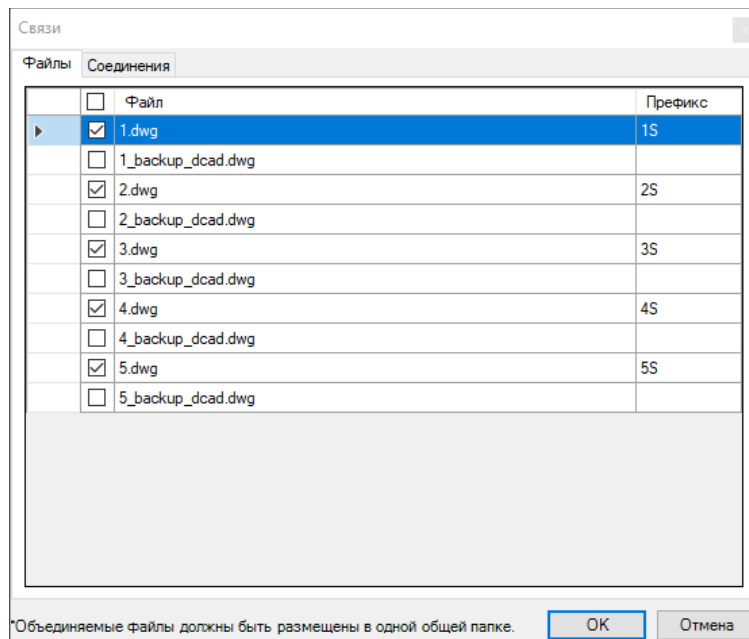 Связи
Файлы Соединения
Файл Префикс
1.dwg 1S
1_backup_dcad.dwg
2.dwg 2S
2_backup_dcad.dwg
3.dwg 3S
3_backup_dcad.dwg
4.dwg 4S
4_backup_dcad.dwg
5.dwg 5S
5_backup_dcad.dwg
*Объединяемые файлы должны быть размещены в одной общей папке. OK Отмена